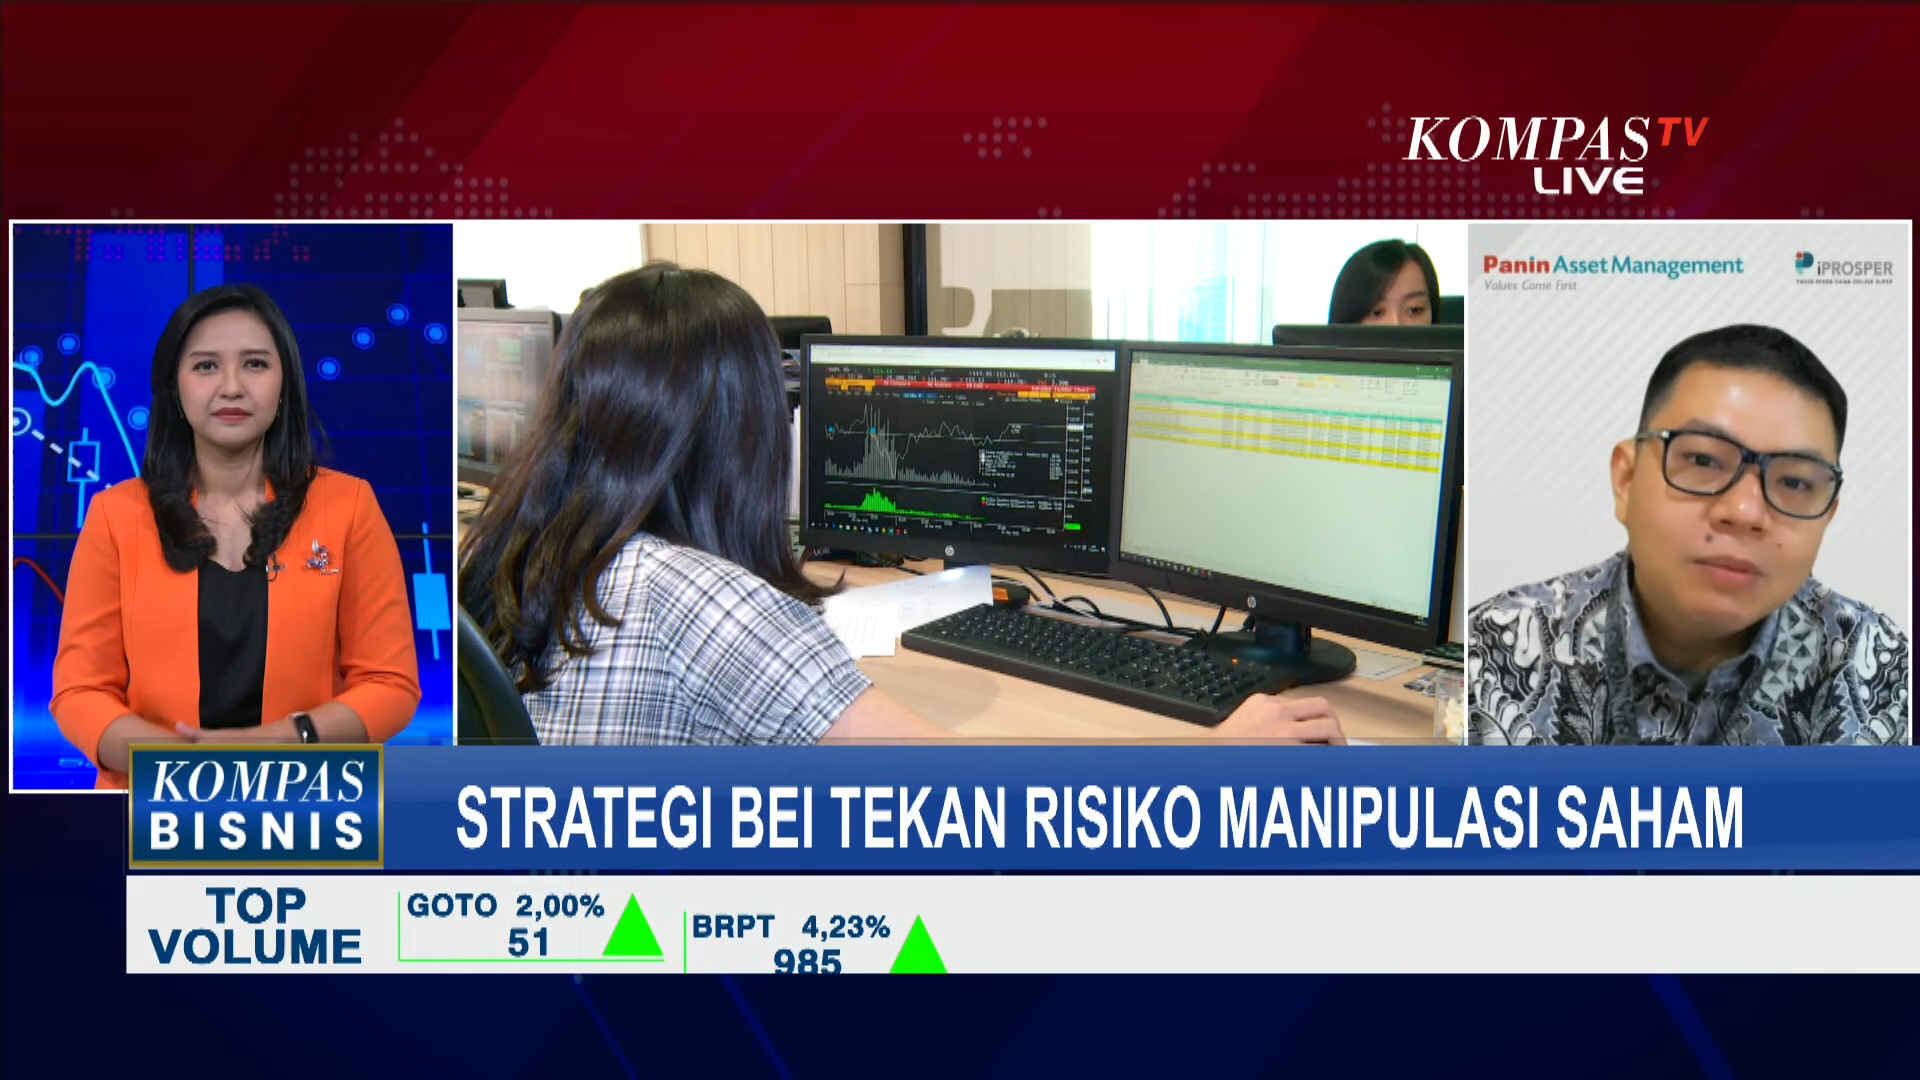 KOMPAS TV
LIVE
Panin Asset Management
Values Come First
iPROSPER
KOMPAS
BISNIS
STRATEGI BEI TEKAN RISIKO MANIPULASI SAHAM
TOP
VOLUME
GOTO 2,00%
51
BRPT 4,23%
985